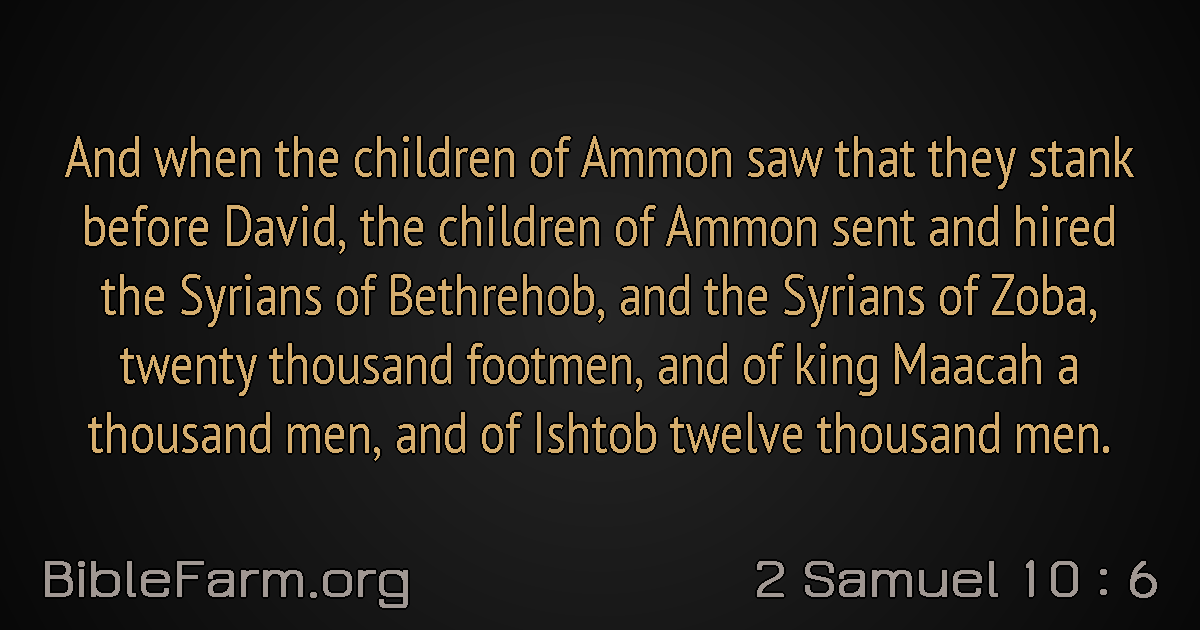 And when the children of Ammon saw that they stank
before David, the children of Ammon sent and hired
the Syrians of Bethrehob, and the Syrians of Zoba,
twenty thousand footmen, and of king Maacah a
thousand men, and of Ishtob twelve thousand men.
BibleFarm.org
2 Samuel 10 : 6